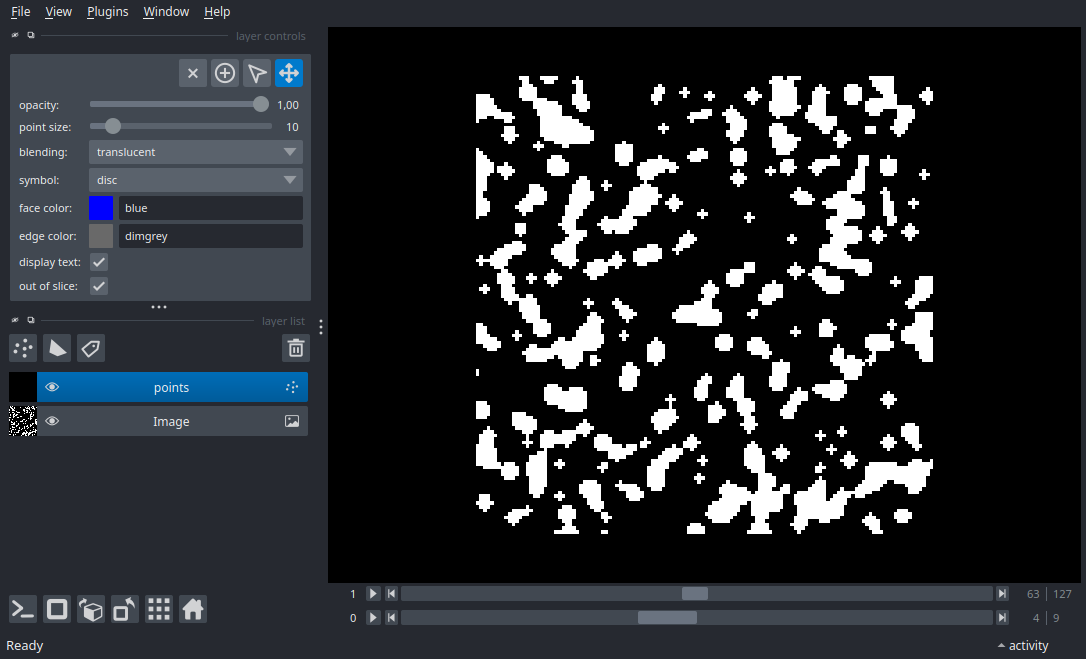 File View Plugins Window Help
layer controls
opacity: 1,00
point size: 10
blending: translucent
symbol: disc
face color: blue
edge color: dimgrey
display text:
out of slice:
layer list
points
Image
1 63 | 127
0 4 | 9
Ready activity